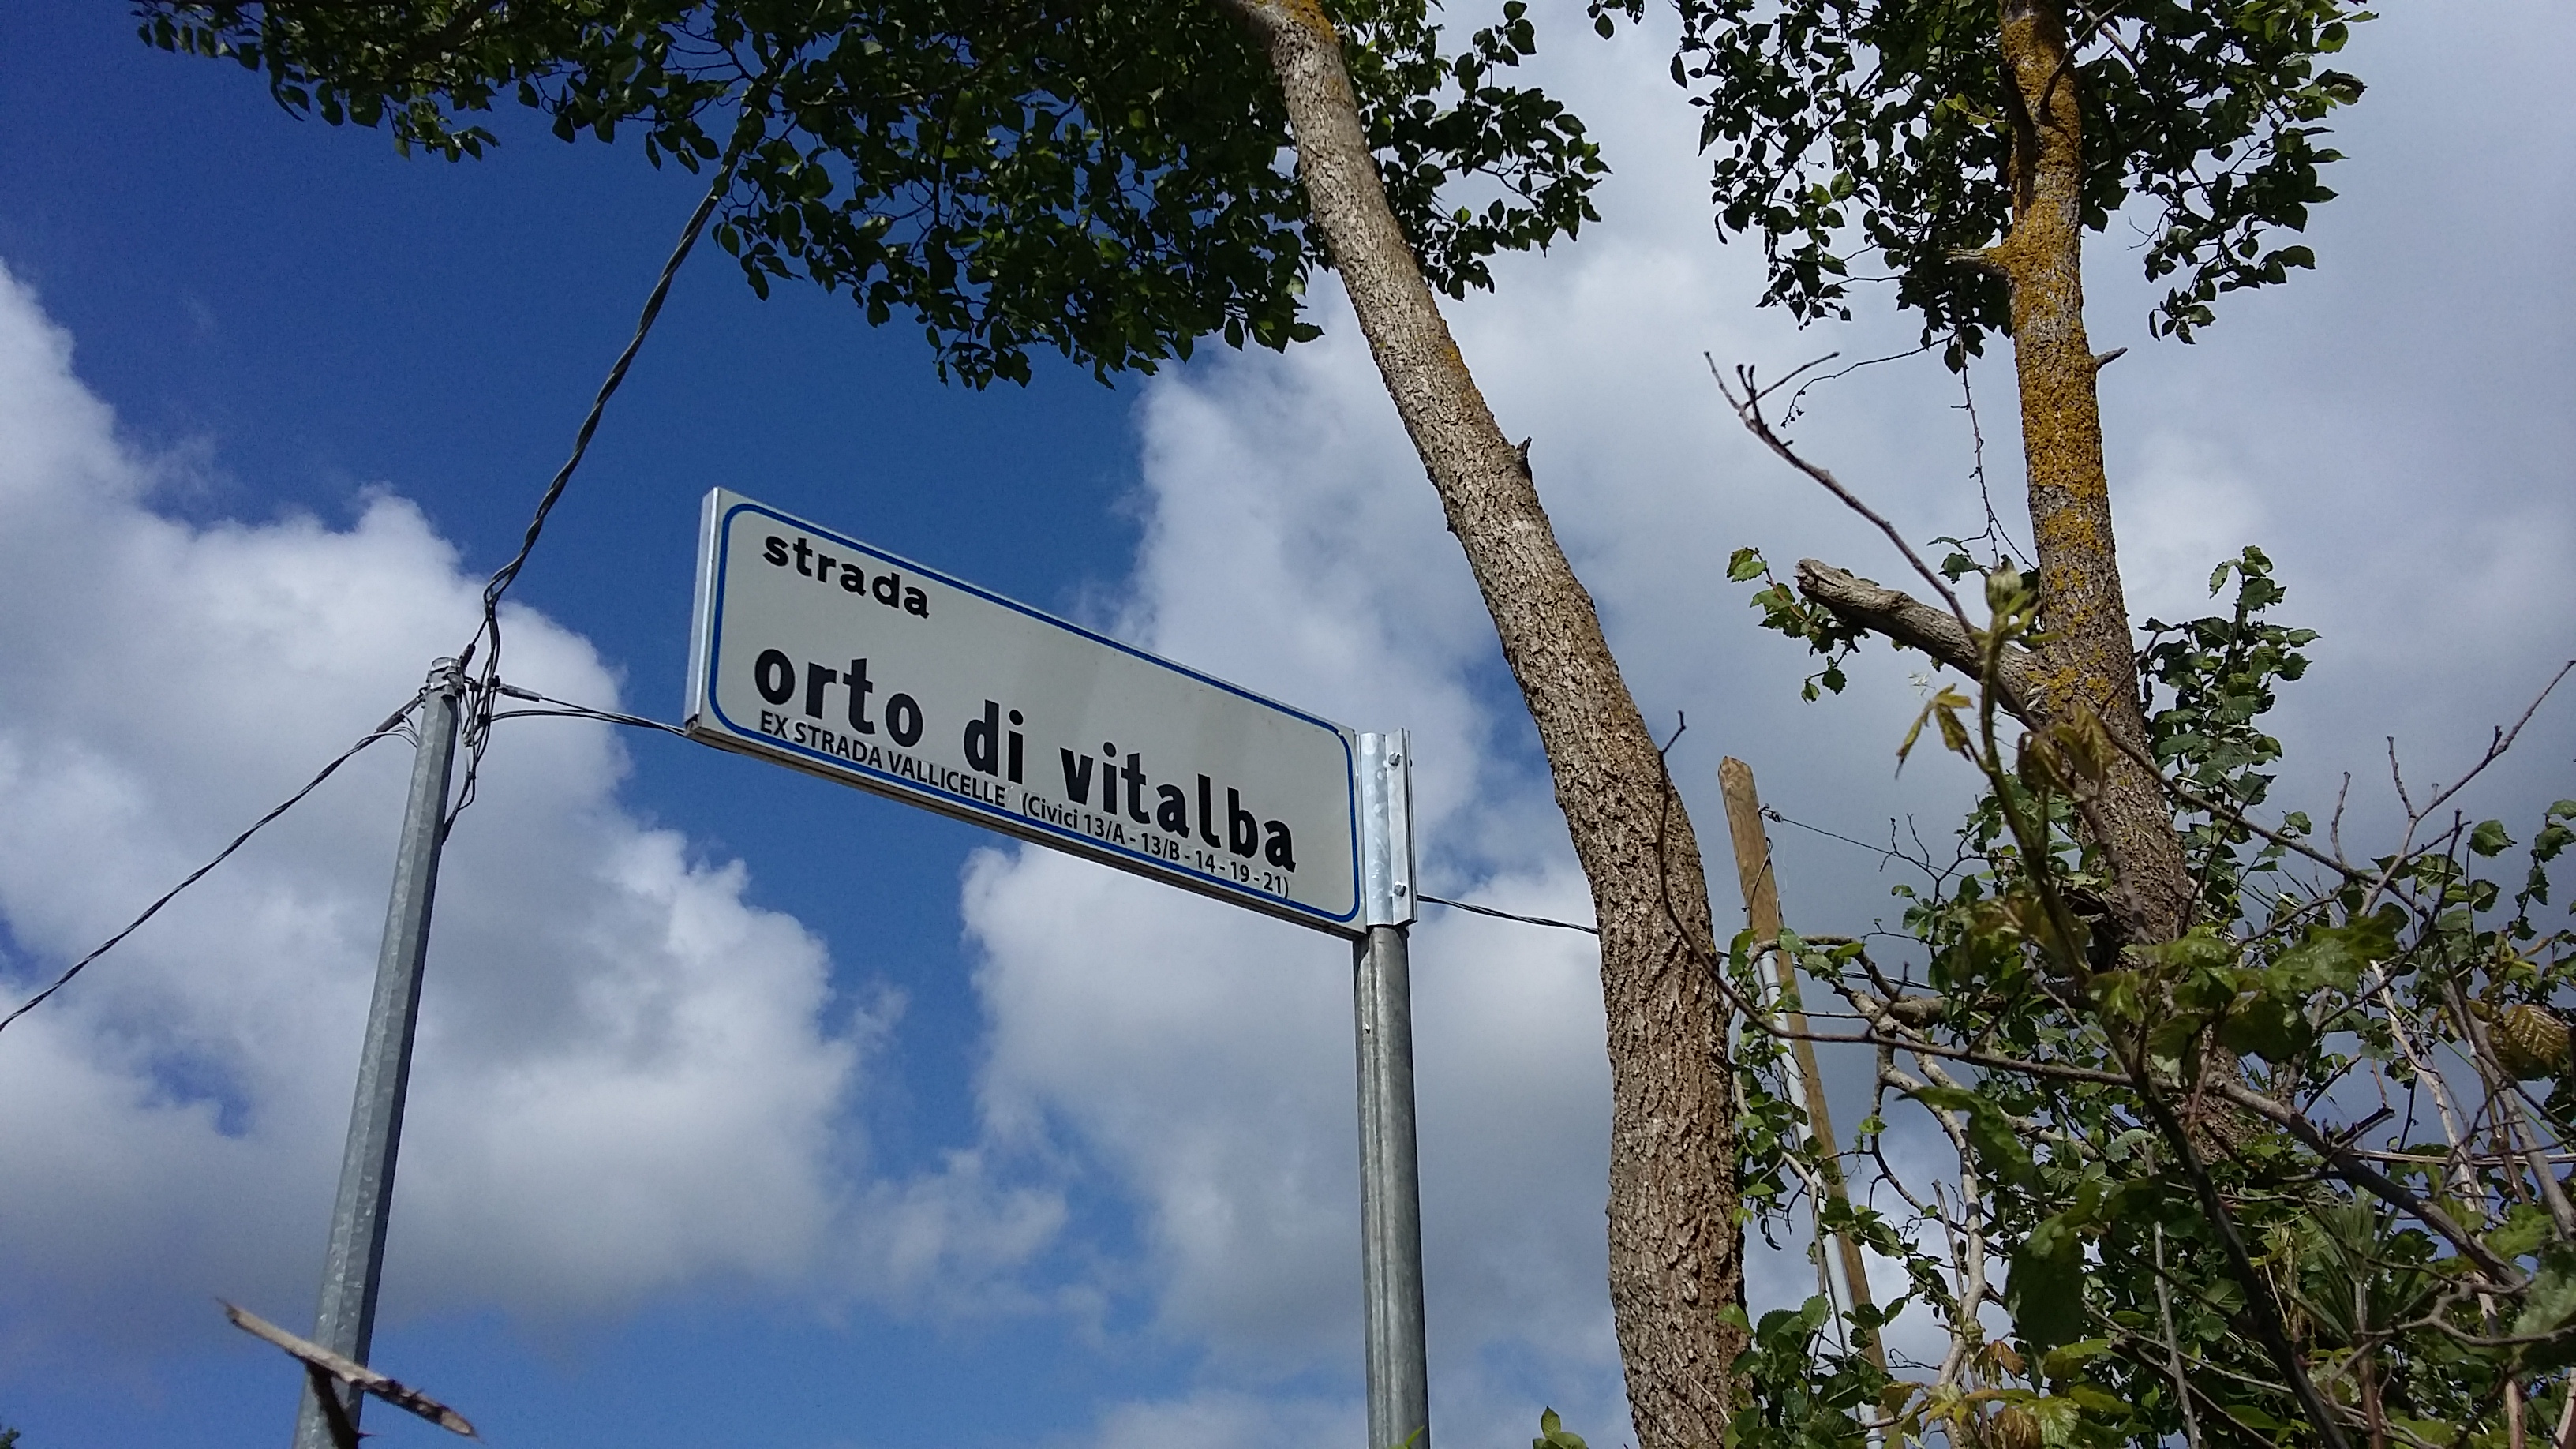 strada
orto di vitalba
EX STRADA VALLICELLE (Civici 13/A - 13/B - 14 - 19 - 21)